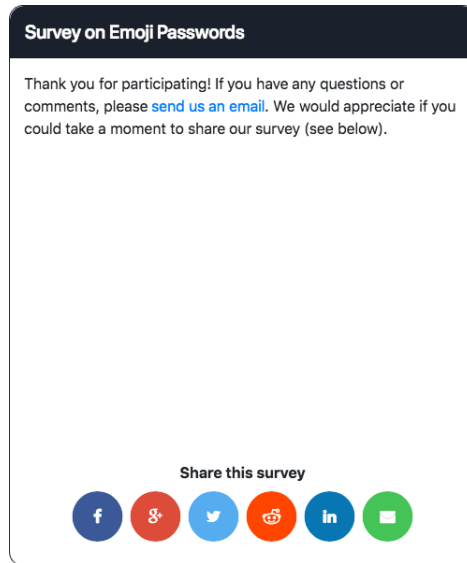 Survey on Emoji Passwords
Thank you for participating! If you have any questions or
comments, please send us an email. We would appreciate if you
could take a moment to share our survey (see below).
Share this survey
f
g+
in